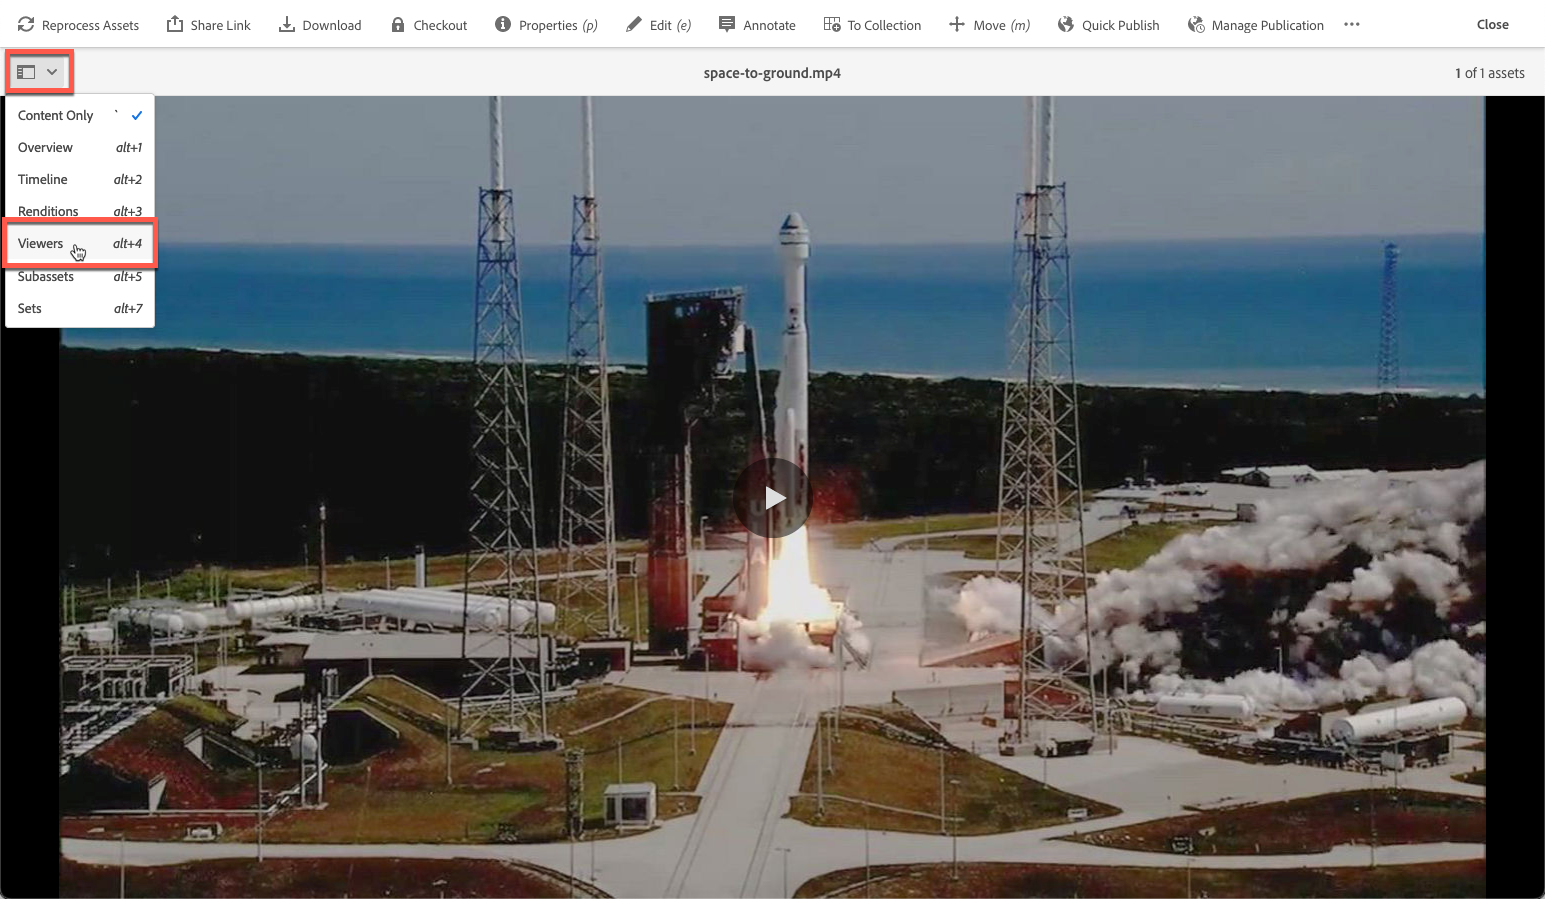 Reprocess Assets Share Link Download Checkout Properties (p) Edit (e) Annotate To Collection Move (m) Quick Publish Manage Publication ••• Close
space-to-ground.mp4 1 of 1 assets
Content Only `
Overview alt+1
Timeline alt+2
Renditions alt+3
Viewers alt+4
Subassets alt+5
Sets alt+7